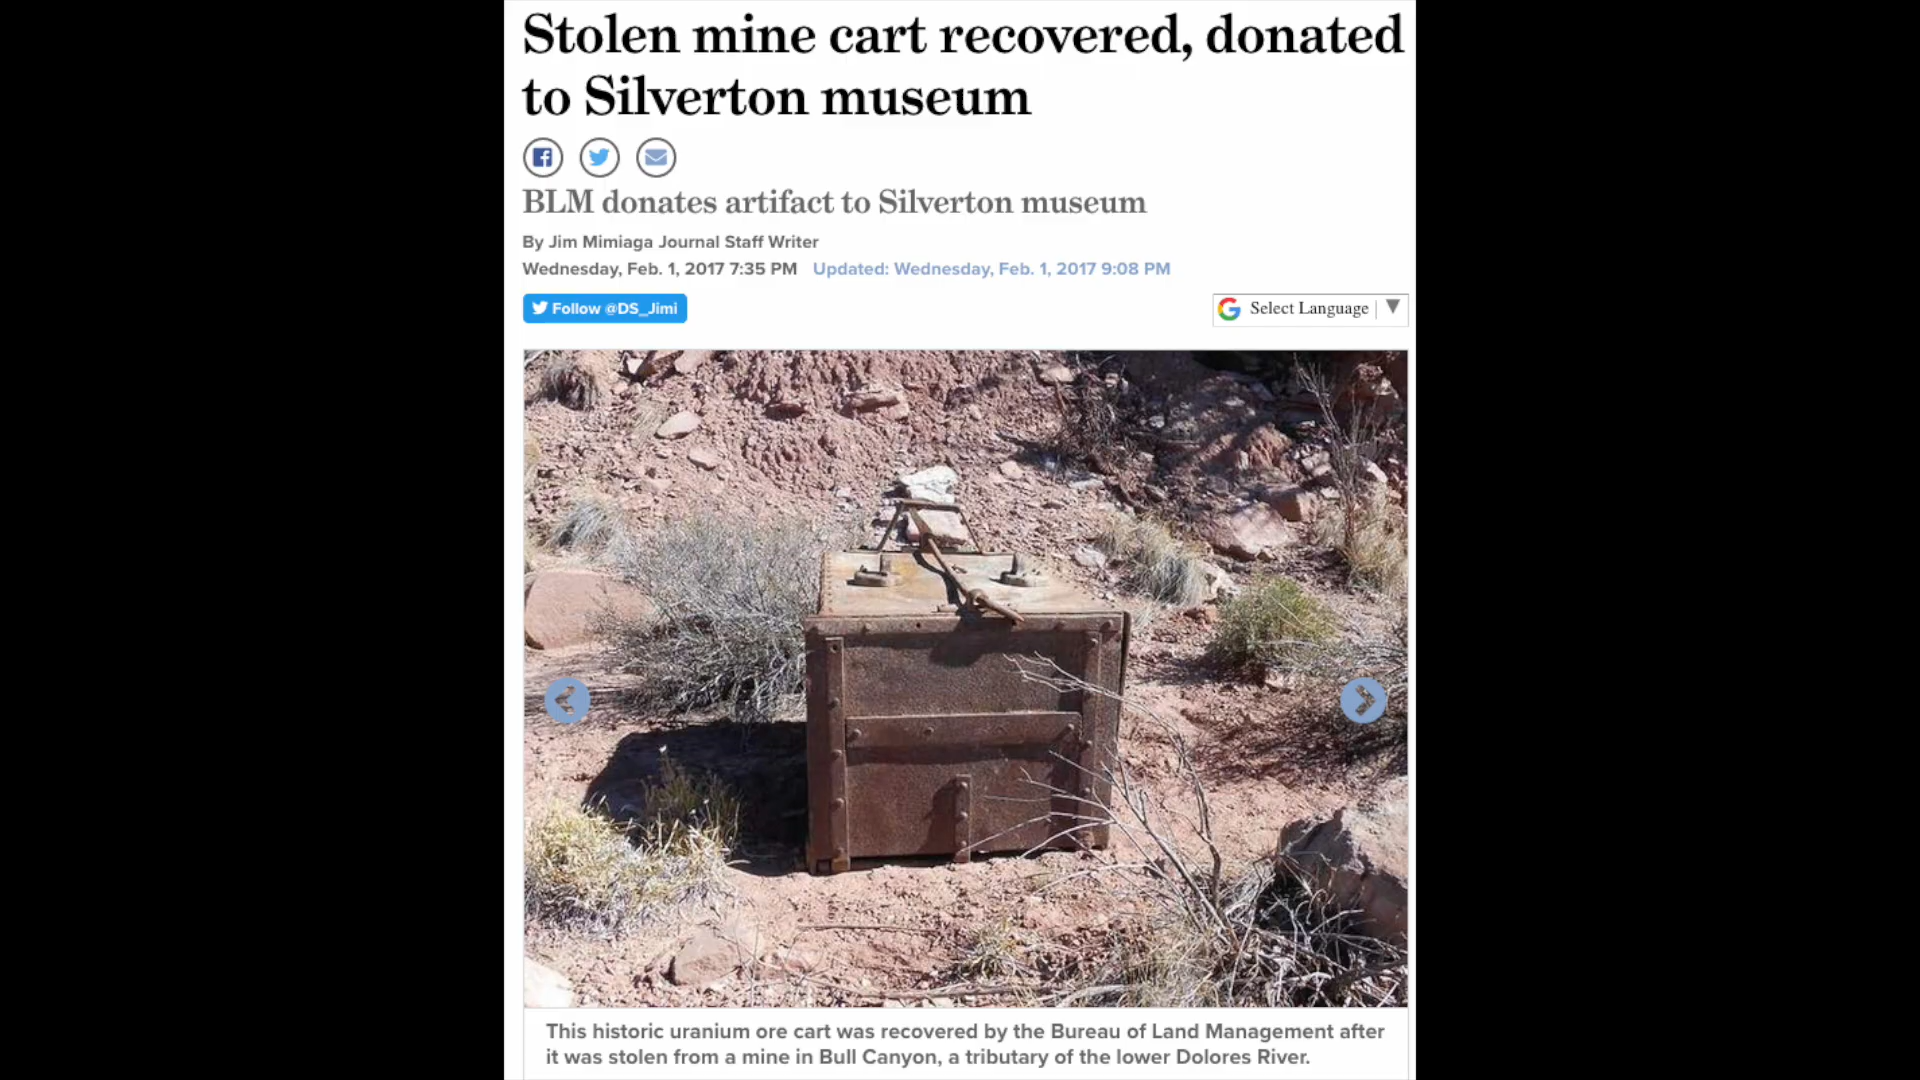 Stolen mine cart recovered, donated
to Silverton museum
BLM donates artifact to Silverton museum
By Jim Mimiaga Journal Staff Writer
Wednesday, Feb. 1, 2017 7:35 PM Updated: Wednesday, Feb. 1, 2017 9:08 PM
Follow @DS_Jimi
Select Language
This historic uranium ore cart was recovered by the Bureau of Land Management after
it was stolen from a mine in Bull Canyon, a tributary of the lower Dolores River.